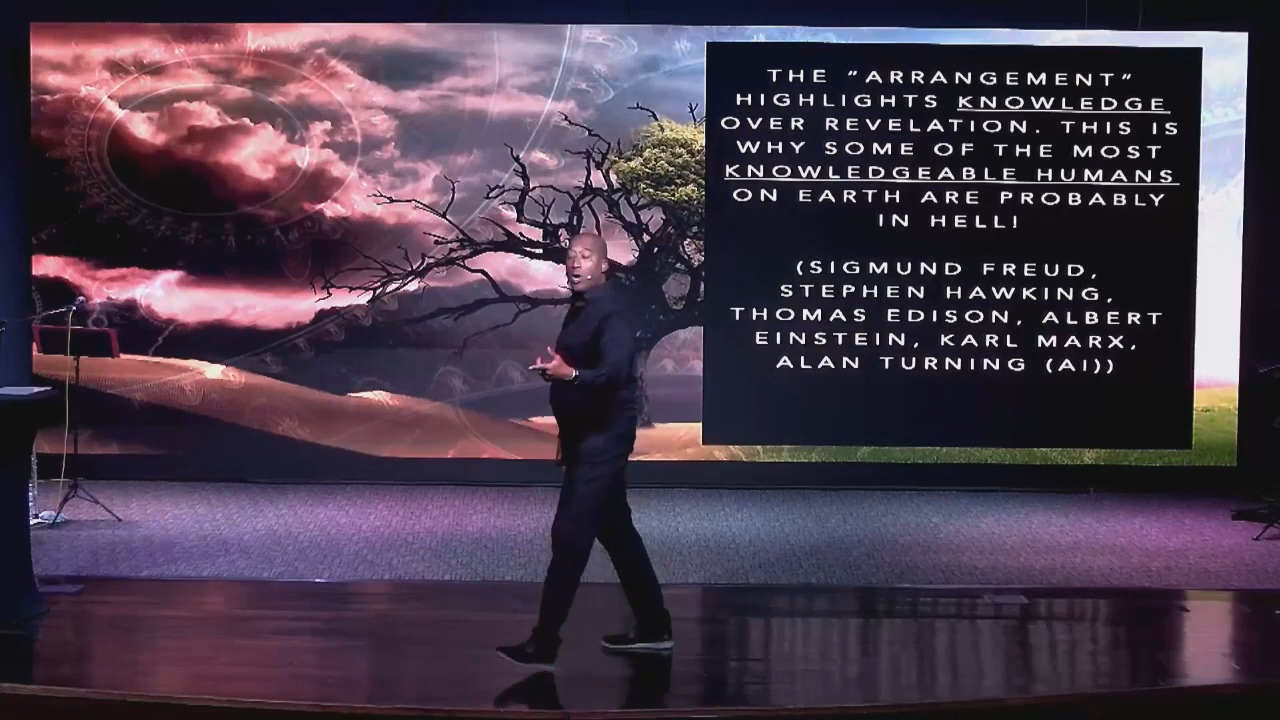 THE "ARRANGEMENT"
HIGHLIGHTS KNOWLEDGE
OVER REVELATION. THIS IS
WHY SOME OF THE MOST
KNOWLEDGEABLE HUMANS
ON EARTH ARE PROBABLY
IN HELL!
(SIGMUND FREUD,
STEPHEN HAWKING,
THOMAS EDISON, ALBERT
EINSTEIN, KARL MARX,
ALAN TURNING (AI))